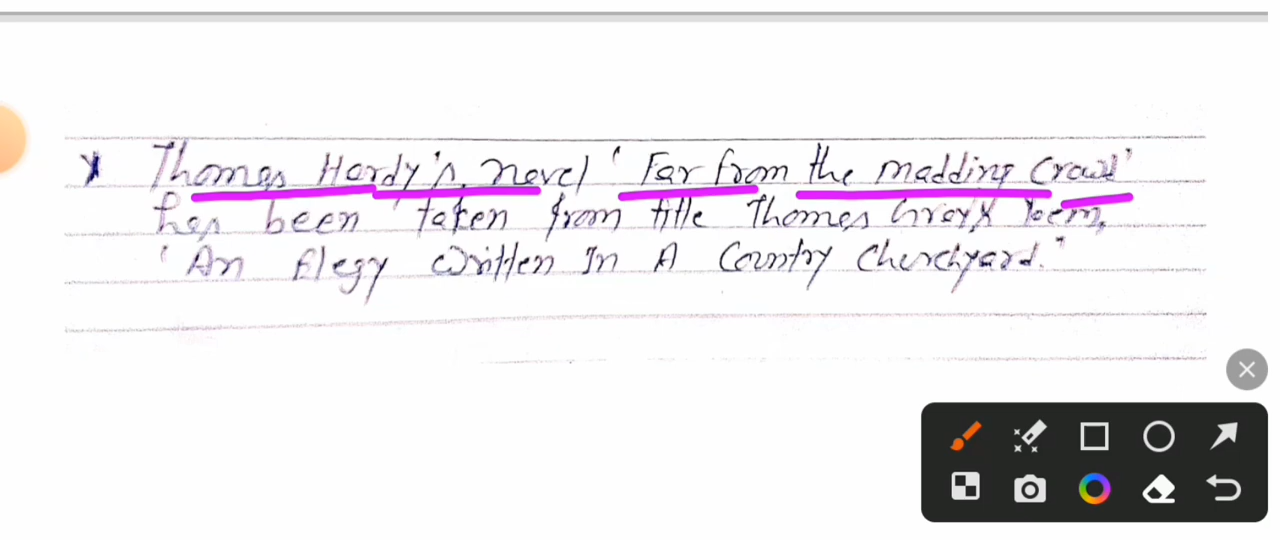 * Thomas Hardy's novel 'Far from the madding Crowd'
has been taken from title Thomas Gray's Poem,
'An Elegy Written In A Country Churchyard."